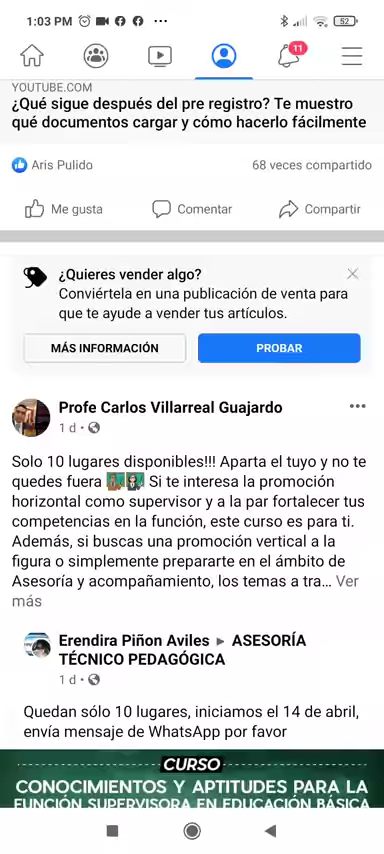 1:03 PM
52
11
YOUTUBE.COM
¿Qué sigue después del pre registro? Te muestro
qué documentos cargar y cómo hacerlo fácilmente
Aris Pulido
68 veces compartido
Me gusta
Comentar
Compartir
¿Quieres vender algo?
Conviértela en una publicación de venta para
que te ayude a vender tus artículos.
MÁS INFORMACIÓN
PROBAR
Profe Carlos Villarreal Guajardo
1 d
Solo 10 lugares disponibles!!! Aparta el tuyo y no te
quedes fuera Si te interesa la promoción
horizontal como supervisor y a la par fortalecer tus
competencias en la función, este curso es para ti.
Además, si buscas una promoción vertical a la
figura o simplemente prepararte en el ámbito de
Asesoría y acompañamiento, los temas a tra... Ver
más
Erendira Piñon Aviles ▸ ASESORÍA
TÉCNICO PEDAGÓGICA
1 d
Quedan sólo 10 lugares, iniciamos el 14 de abril,
envía mensaje de WhatsApp por favor
CURSO
CONOCIMIENTOS Y APTITUDES PARA LA
FUNCIÓN SUPERVISORA EN EDUCACIÓN BÁSICA